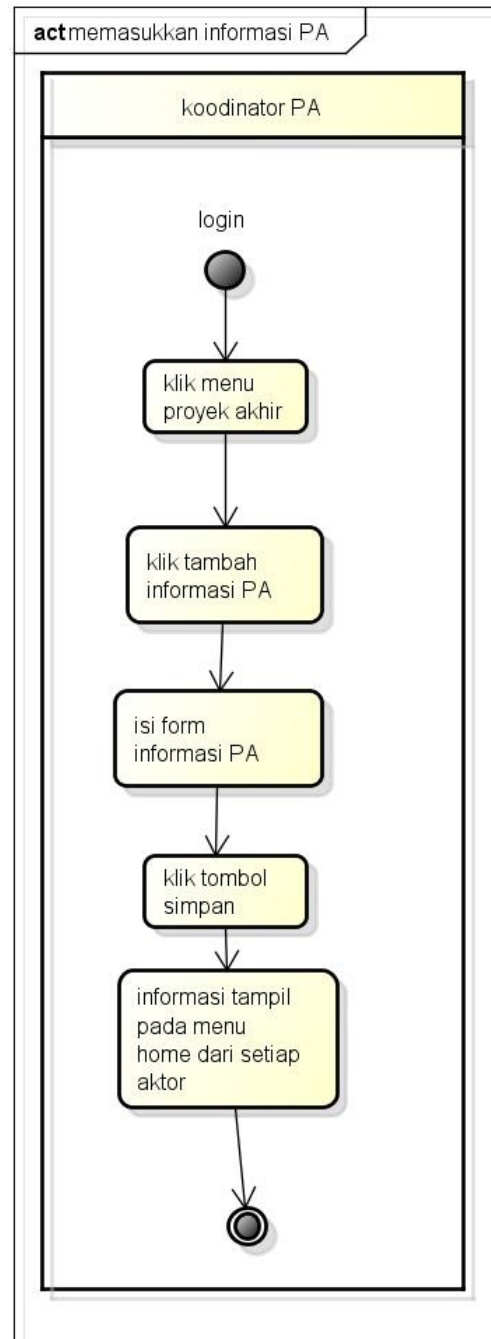 act memasukkan informasi PA
koodinator PA
login
klik menu
proyek akhir
klik tambah
informasi PA
isi form
informasi PA
klik tombol
simpan
informasi tampil
pada menu
home dari setiap
aktor